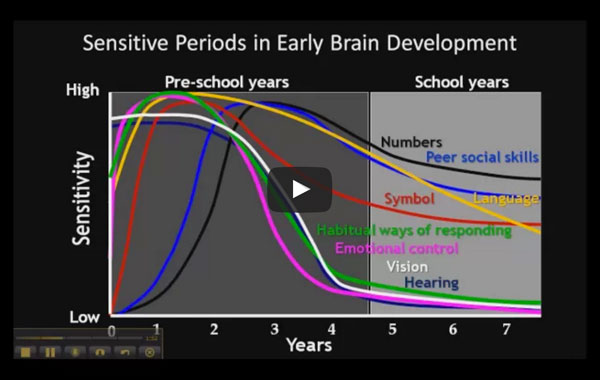 Sensitive Periods in Early Brain Development
Pre-school years
School years
High
Sensitivity
Low
Numbers
Peer social skills
Symbol
Language
Habitual ways of responding
Emotional control
Vision
Hearing
0 1 2 3 4 5 6 7
Years